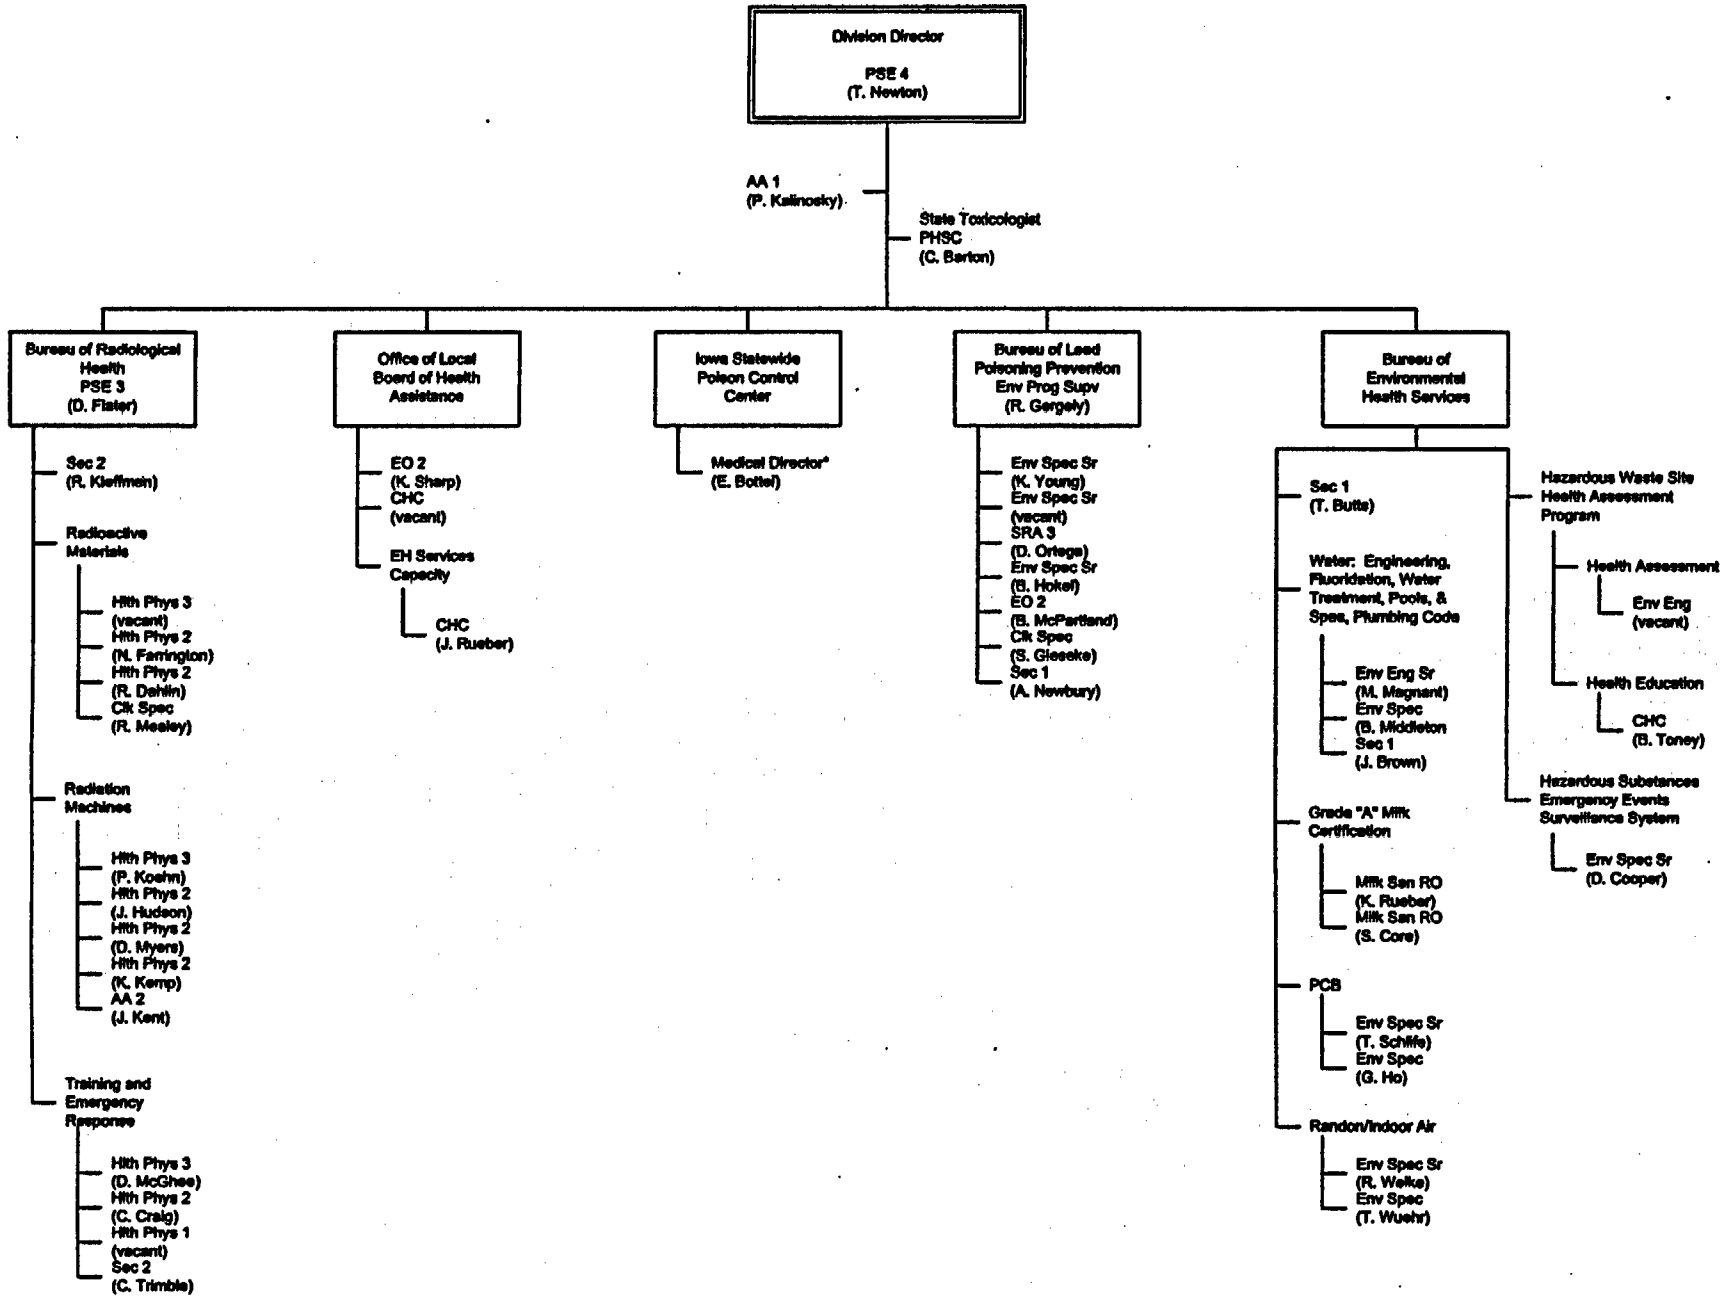 Division Director
PSE 4
(T. Newton)
AA 1
(P. Kalinosky)
State Toxicologist
PHSC
(C. Barton)
Bureau of Radiological
Health
PSE 3
(D. Flater)
Sec 2
(R. Kieffman)
Radioactive
Materials
Hlth Phys 3
(vacant)
Hlth Phys 2
(N. Farrington)
Hlth Phys 2
(R. Dahlin)
Clk Spec
(R. Mealey)
Radiation
Machines
Hlth Phys 3
(P. Koehn)
Hlth Phys 2
(J. Hudson)
Hlth Phys 2
(D. Myers)
Hlth Phys 2
(K. Kemp)
AA 2
(J. Kent)
Training and
Emergency
Response
Hlth Phys 3
(D. McGhee)
Hlth Phys 2
(C. Craig)
Hlth Phys 1
(vacant)
Sec 2
(C. Trimble)
Office of Local
Board of Health
Assistance
EO 2
(K. Sharp)
CHC
(vacant)
EH Services
Capacity
CHC
(J. Rueber)
Iowa Statewide
Poison Control
Center
Medical Director*
(E. Bottei)
Bureau of Lead
Poisoning Prevention
Env Prog Supv
(R. Gergely)
Env Spec Sr
(K. Young)
Env Spec Sr
(vacant)
SRA 3
(D. Ortega)
Env Spec Sr
(B. Hokel)
EO 2
(B. McPartland)
Clk Spec
(S. Gieseke)
Sec 1
(A. Newbury)
Bureau of
Environmental
Health Services
Sec 1
(T. Butts)
Water: Engineering,
Fluoridation, Water
Treatment, Pools, &
Spas, Plumbing Code
Env Eng Sr
(M. Magnant)
Env Spec
(B. Middleton
Sec 1
(J. Brown)
Grade "A" Milk
Certification
Milk San RO
(K. Rueber)
Milk San RO
(S. Core)
PCB
Env Spec Sr
(T. Schlife)
Env Spec
(G. Ho)
Randon/Indoor Air
Env Spec Sr
(R. Welke)
Env Spec
(T. Wuehr)
Hazardous Waste Site
Health Assessment
Program
Health Assessment
Env Eng
(vacant)
Health Education
CHC
(B. Toney)
Hazardous Substances
Emergency Events
Surveillance System
Env Spec Sr
(D. Cooper)